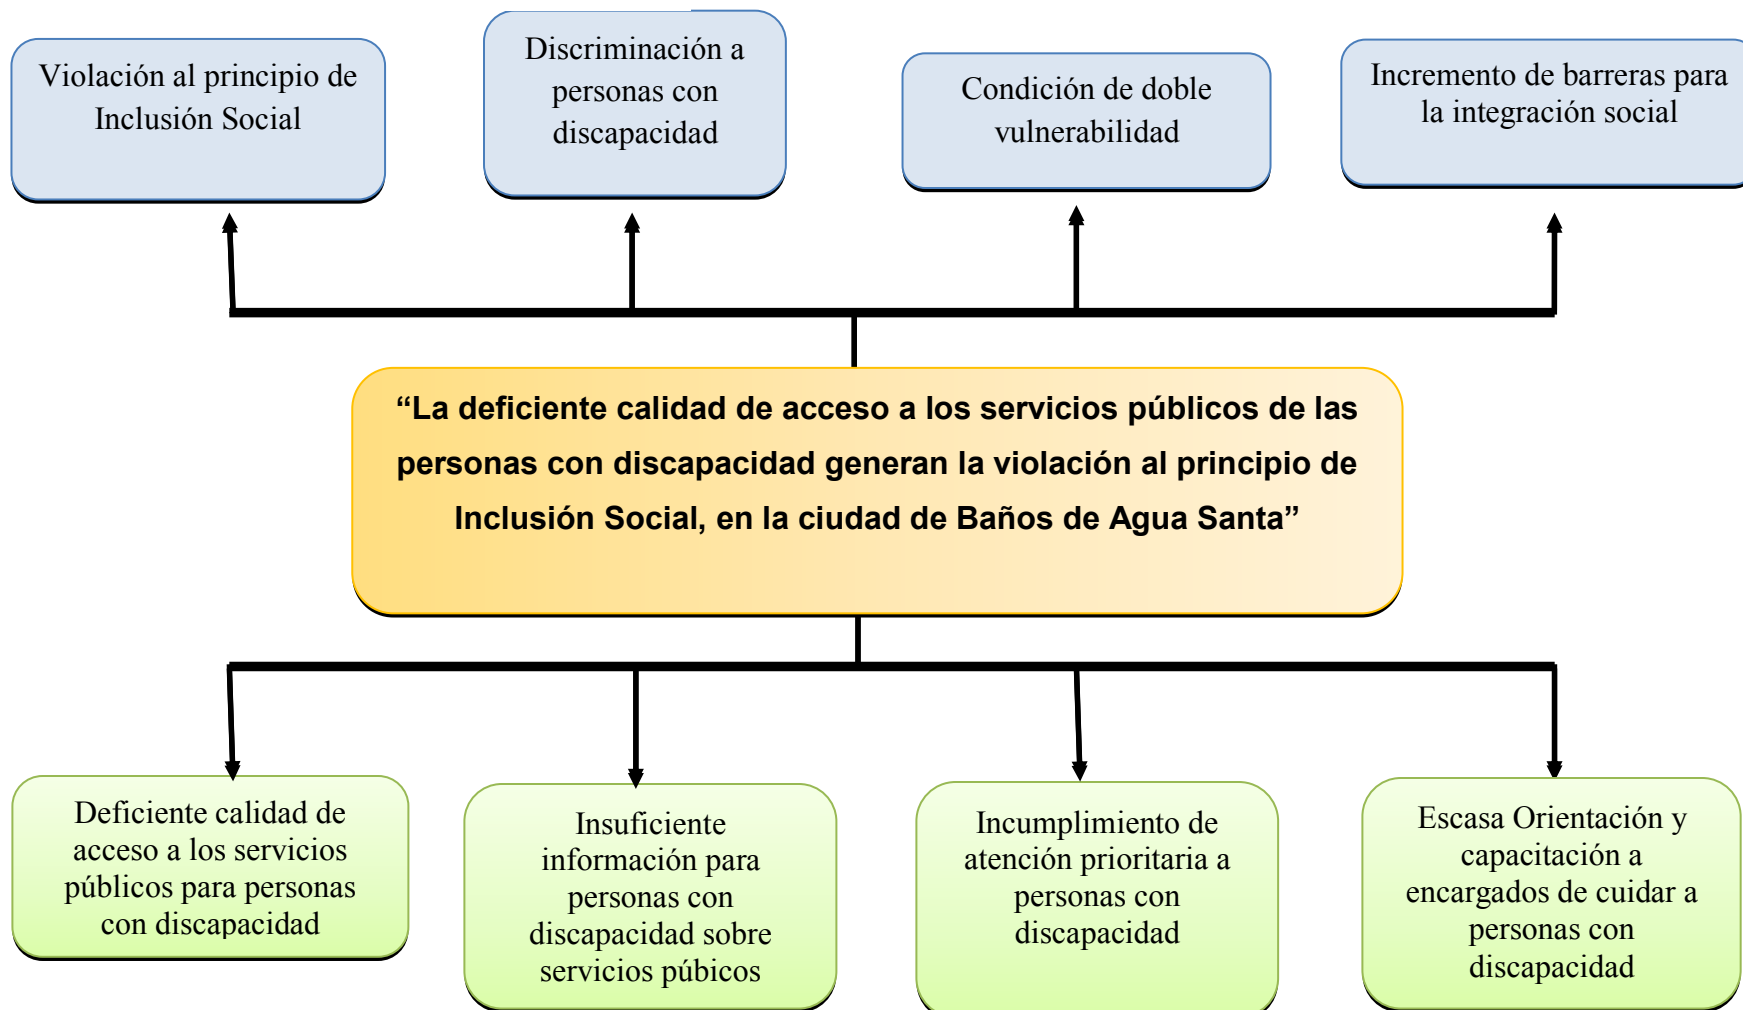 Violación al principio de
Inclusión Social
Discriminación a
personas con
discapacidad
Condición de doble
vulnerabilidad
Incremento de barreras para
la integración social
“La deficiente calidad de acceso a los servicios públicos de las
personas con discapacidad generan la violación al principio de
Inclusión Social, en la ciudad de Baños de Agua Santa”
Deficiente calidad de
acceso a los servicios
públicos para personas
con discapacidad
Insuficiente
información para
personas con
discapacidad sobre
servicios púbicos
Incumplimiento de
atención prioritaria a
personas con
discapacidad
Escasa Orientación y
capacitación a
encargados de cuidar a
personas con
discapacidad